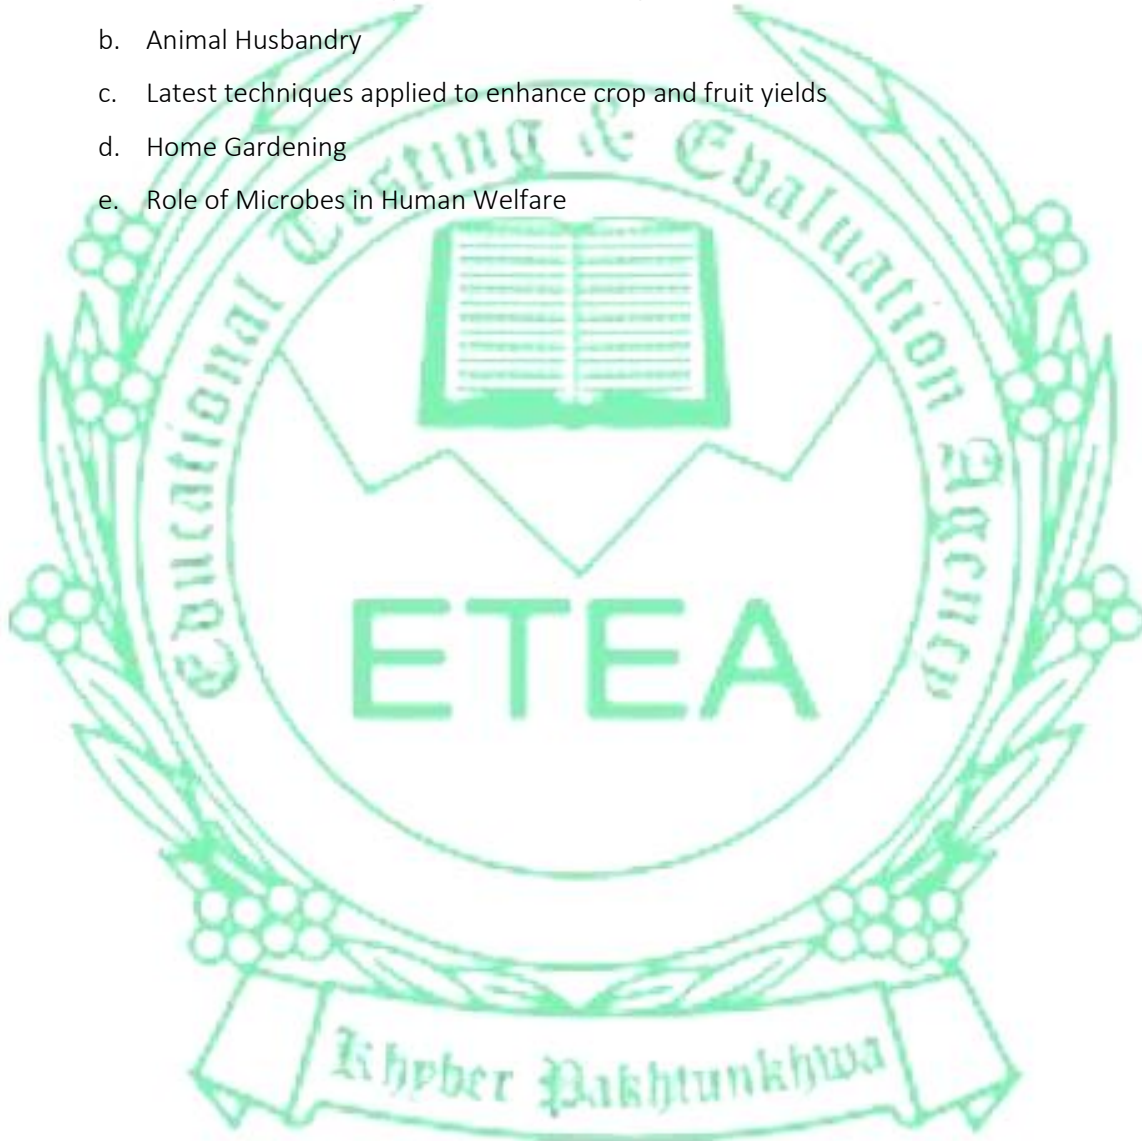 b. Animal Husbandry
c. Latest techniques applied to enhance crop and fruit yields
d. Home Gardening
e. Role of Microbes in Human Welfare
Educational Testing & Evaluation Agency
ETEA
Khyber Pakhtunkhwa